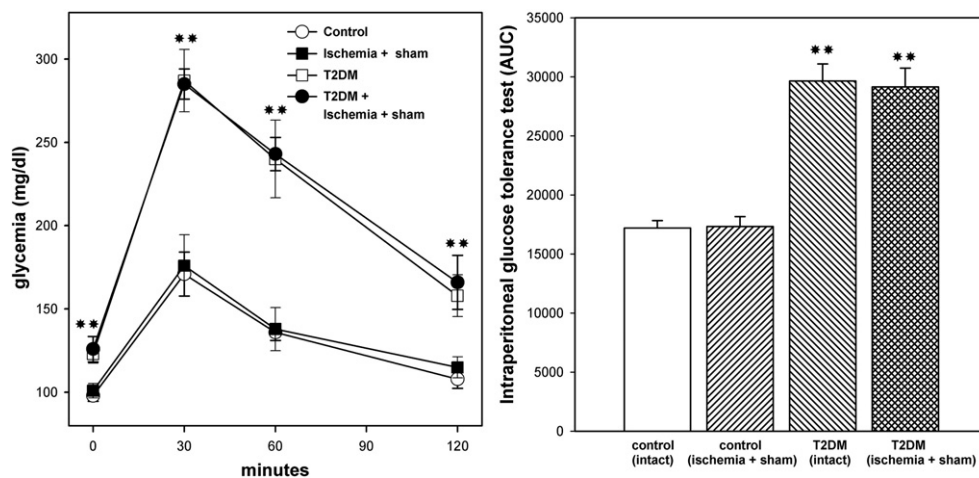 Control
Ischemia + sham
T2DM
T2DM +
Ischemia + sham
**
**
**
**
300
250
200
150
100
glycemia (mg/dl)
0
30
60
90
120
minutes
35000
30000
25000
20000
15000
10000
5000
0
Intraperitoneal glucose tolerance test (AUC)
**
**
control
(intact)
control
(ischemia + sham)
T2DM
(intact)
T2DM
(ischemia + sham)